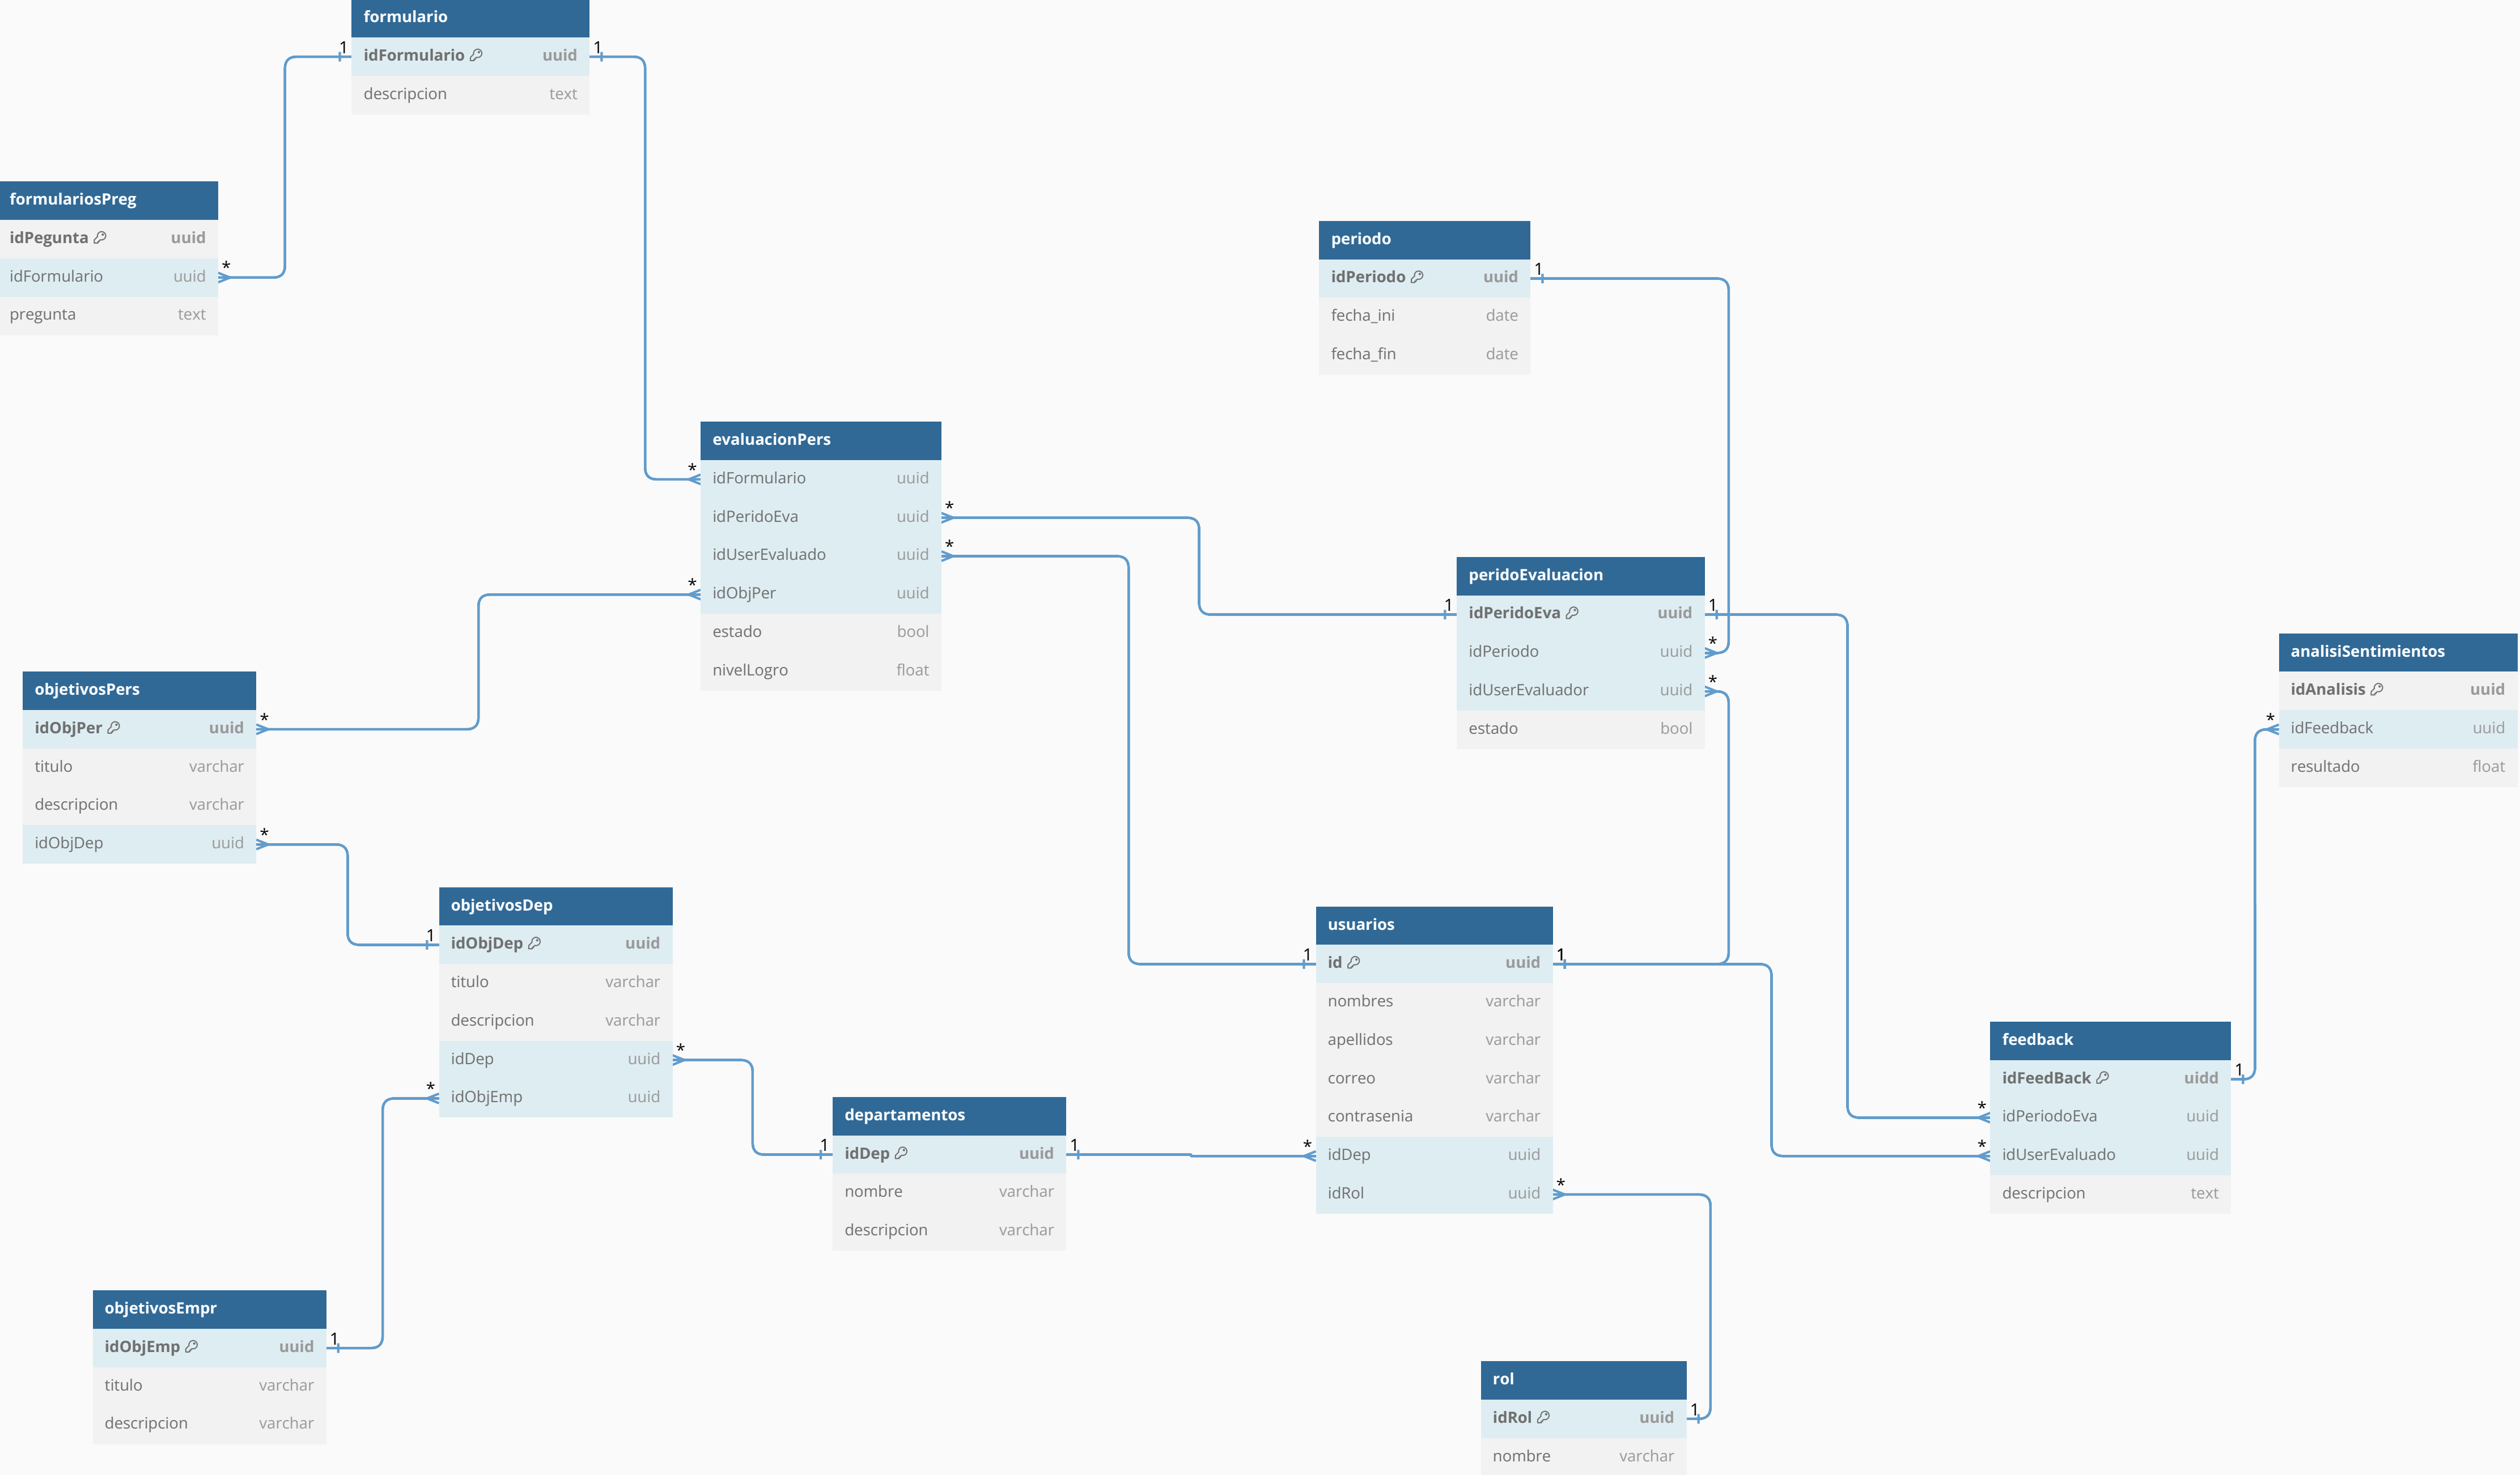 formulario
1 idFormulario uuid 1
descripcion text
formulariosPreg
idPegunta uuid
idFormulario uuid *
pregunta text
periodo
idPeriodo uuid 1
fecha_ini date
fecha_fin date
evaluacionPers
* idFormulario uuid
idPeridoEva uuid *
idUserEvaluado uuid *
* idObjPer uuid
estado bool
nivelLogro float
peridoEvaluacion
1 idPeridoEva uuid 1
idPeriodo uuid *
idUserEvaluador uuid *
estado bool
analisiSentimientos
idAnalisis uuid
* idFeedback uuid
resultado float
objetivosPers
idObjPer uuid *
titulo varchar
descripcion varchar
idObjDep uuid *
objetivosDep
1 idObjDep uuid
titulo varchar
descripcion varchar
idDep uuid *
* idObjEmp uuid
usuarios
1 id uuid 1
nombres varchar
apellidos varchar
correo varchar
contrasenia varchar
* idDep uuid
idRol uuid *
feedback
idFeedBack uidd 1
* idPeriodoEva uuid
* idUserEvaluado uuid
descripcion text
departamentos
1 idDep uuid 1
nombre varchar
descripcion varchar
objetivosEmpr
idObjEmp uuid 1
titulo varchar
descripcion varchar
rol
idRol uuid 1
nombre varchar